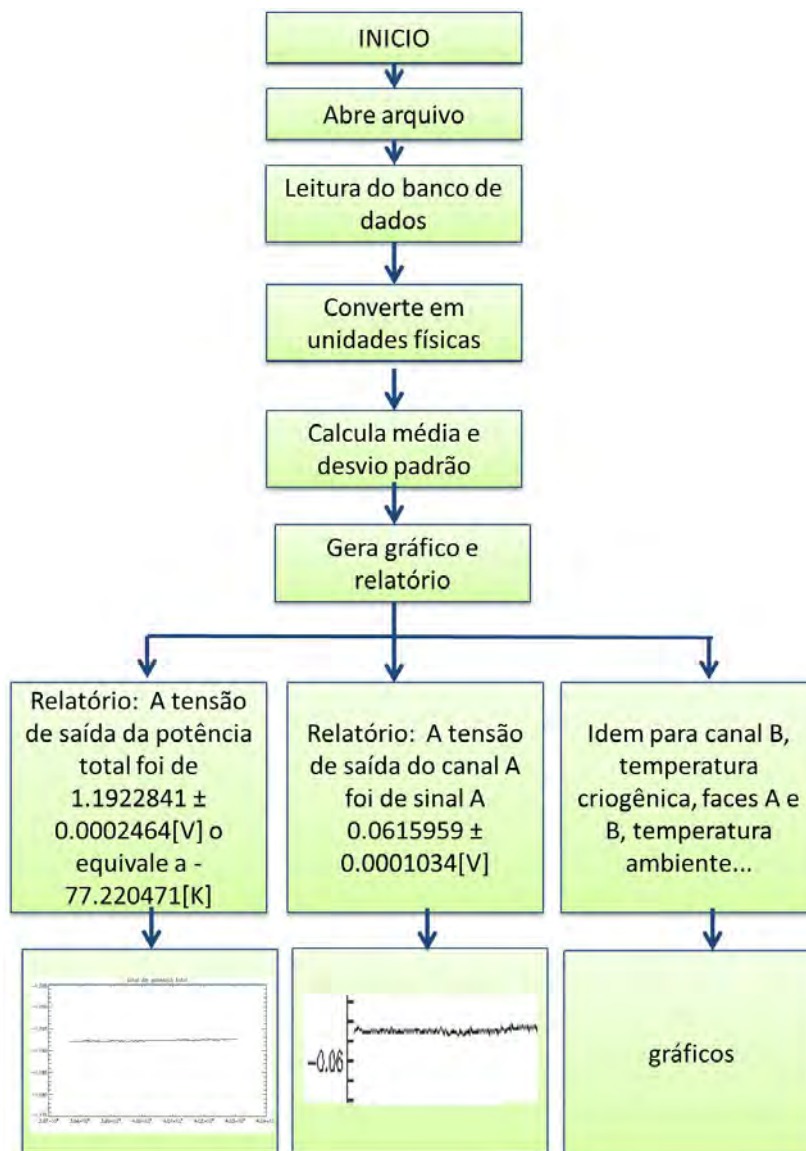 INICIO
Abre arquivo
Leitura do banco de
dados
Converte em
unidades físicas
Calcula média e
desvio padrão
Gera gráfico e
relatório
Relatório: A tensão
de saída da potência
total foi de
1.1922841 ±
0.0002464[V] o
equivale a -
77.220471[K]
Relatório: A tensão
de saída do canal A
foi de sinal A
0.0615959 ±
0.0001034[V]
Idem para canal B,
temperatura
criogênica, faces A e
B, temperatura
ambiente...
-0.06
gráficos